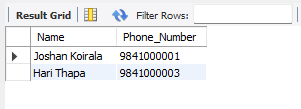 Result Grid Filter Rows:
Name Phone_Number
Joshan Koirala 9841000001
Hari Thapa 9841000003